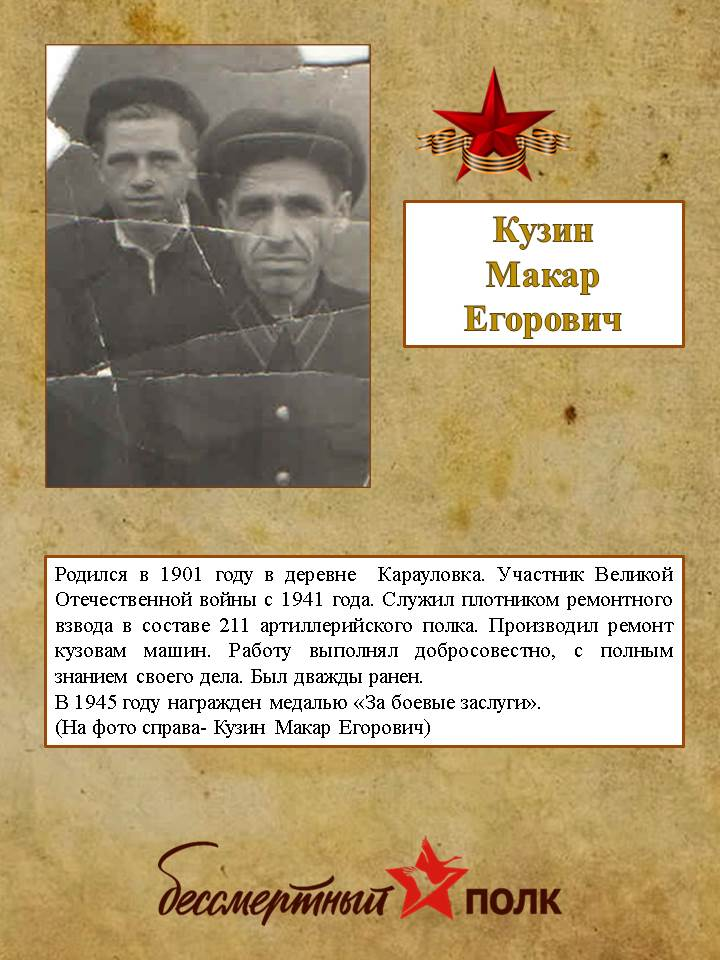 Кузин
Макар
Егорович
Родился в 1901 году в деревне Карауловка. Участник Великой
Отечественной войны с 1941 года. Служил плотником ремонтного
взвода в составе 211 артиллерийского полка. Производил ремонт
кузовам машин. Работу выполнял добросовестно, с полным
знанием своего дела. Был дважды ранен.
В 1945 году награжден медалью «За боевые заслуги».
(На фото справа- Кузин Макар Егорович)
бессмертный полк